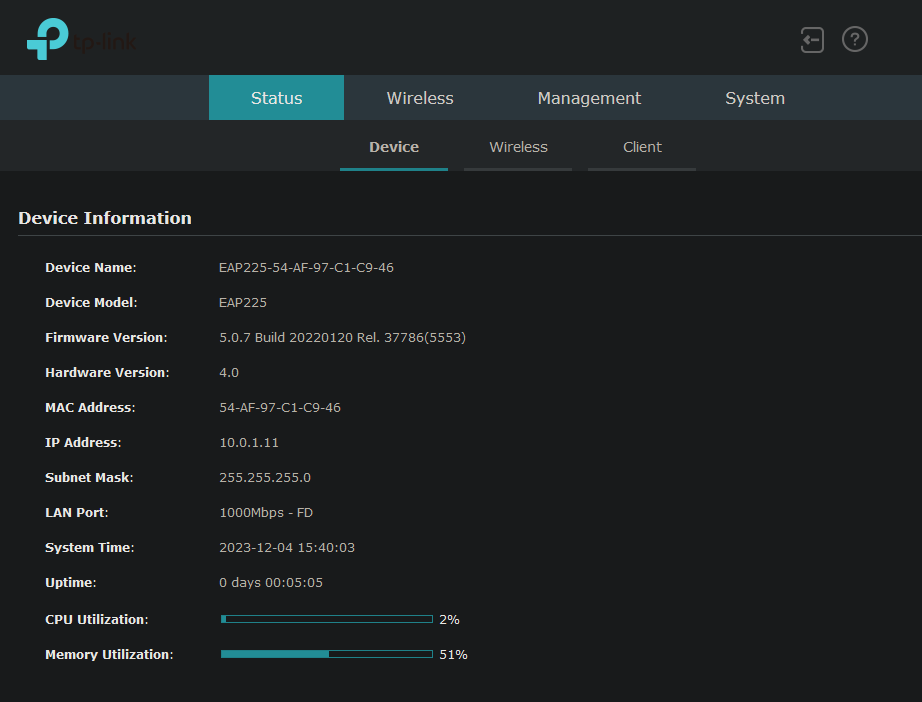 tp-link
?
Status Wireless Management System
Device Wireless Client
Device Information
Device Name: EAP225-54-AF-97-C1-C9-46
Device Model: EAP225
Firmware Version: 5.0.7 Build 20220120 Rel. 37786(5553)
Hardware Version: 4.0
MAC Address: 54-AF-97-C1-C9-46
IP Address: 10.0.1.11
Subnet Mask: 255.255.255.0
LAN Port: 1000Mbps - FD
System Time: 2023-12-04 15:40:03
Uptime: 0 days 00:05:05
CPU Utilization: 2%
Memory Utilization: 51%